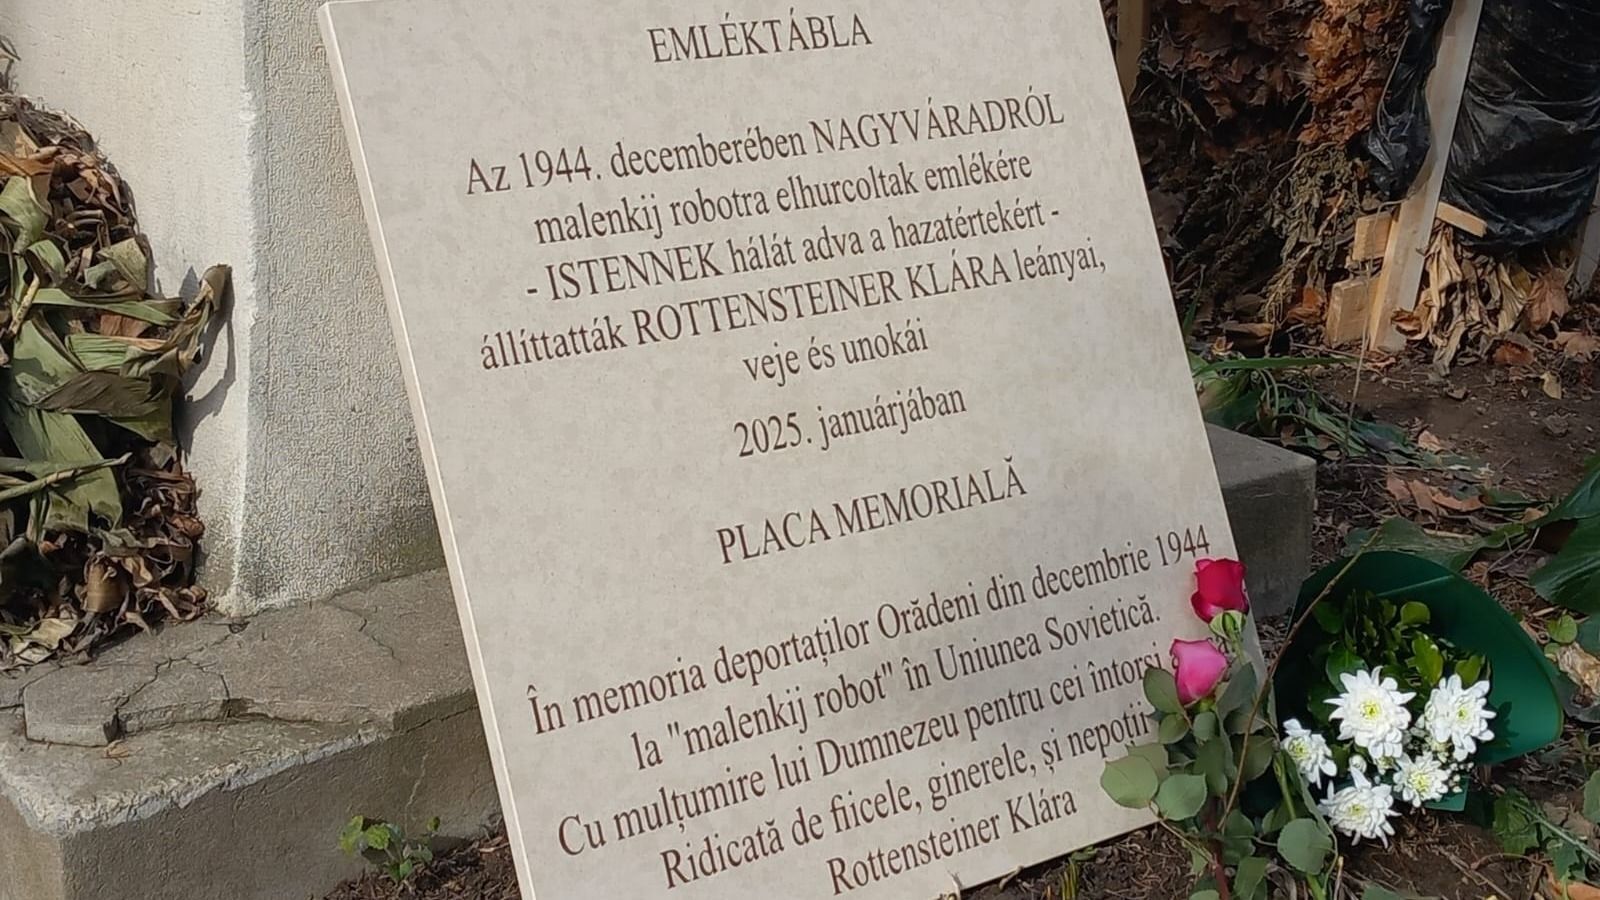 EMLÉKTÁBLA
Az 1944. decemberében NAGYVÁRADRÓL
malenkij robotra elhurcoltak emlékére
- ISTENNEK hálát adva a hazatértekért -
állíttatták ROTTENSTEINER KLÁRA leányai,
veje és unokái
2025. januárjában
PLACA MEMORIALĂ
În memoria deportaților Orădeni din decembrie 1944
la "malenkij robot" în Uniunea Sovietică.
Cu mulțumire lui Dumnezeu pentru cei întorși
Ridicată de fiicele, ginerele, și nepoții
Rottensteiner Klára